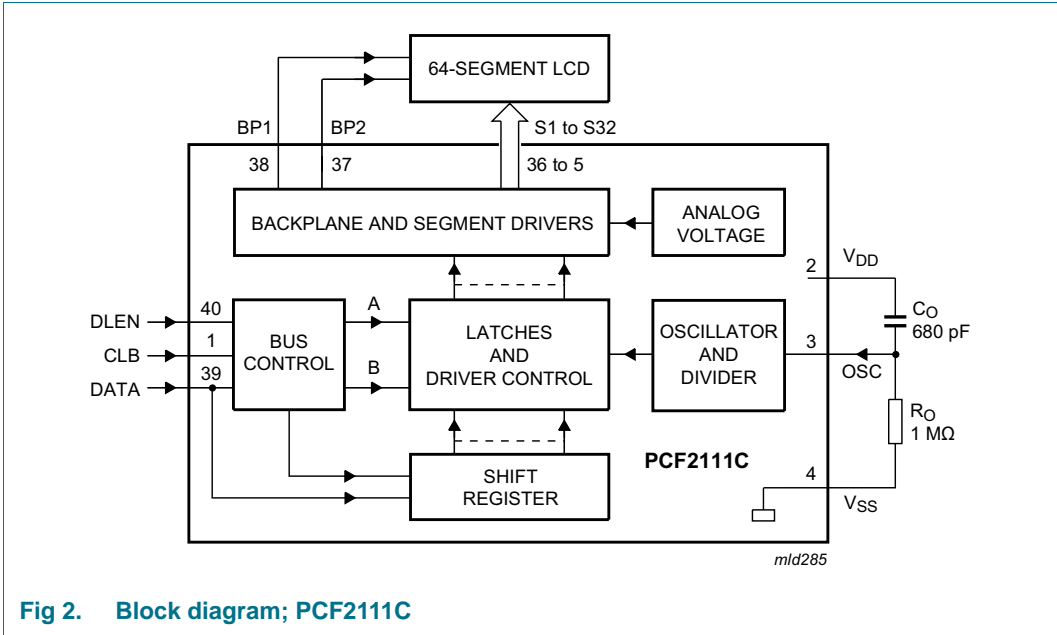 64-SEGMENT LCD
BP1
BP2
S1 to S32
38
37
36 to 5
BACKPLANE AND SEGMENT DRIVERS
ANALOG
VOLTAGE
2
VDD
CO
680 pF
DLEN
40
CLB
1
DATA
39
BUS
CONTROL
A
B
LATCHES
AND
DRIVER CONTROL
OSCILLATOR
AND
DIVIDER
3
OSC
RO
1 MΩ
PCF2111C
SHIFT
REGISTER
4
VSS
mld285
Fig 2. Block diagram; PCF2111C